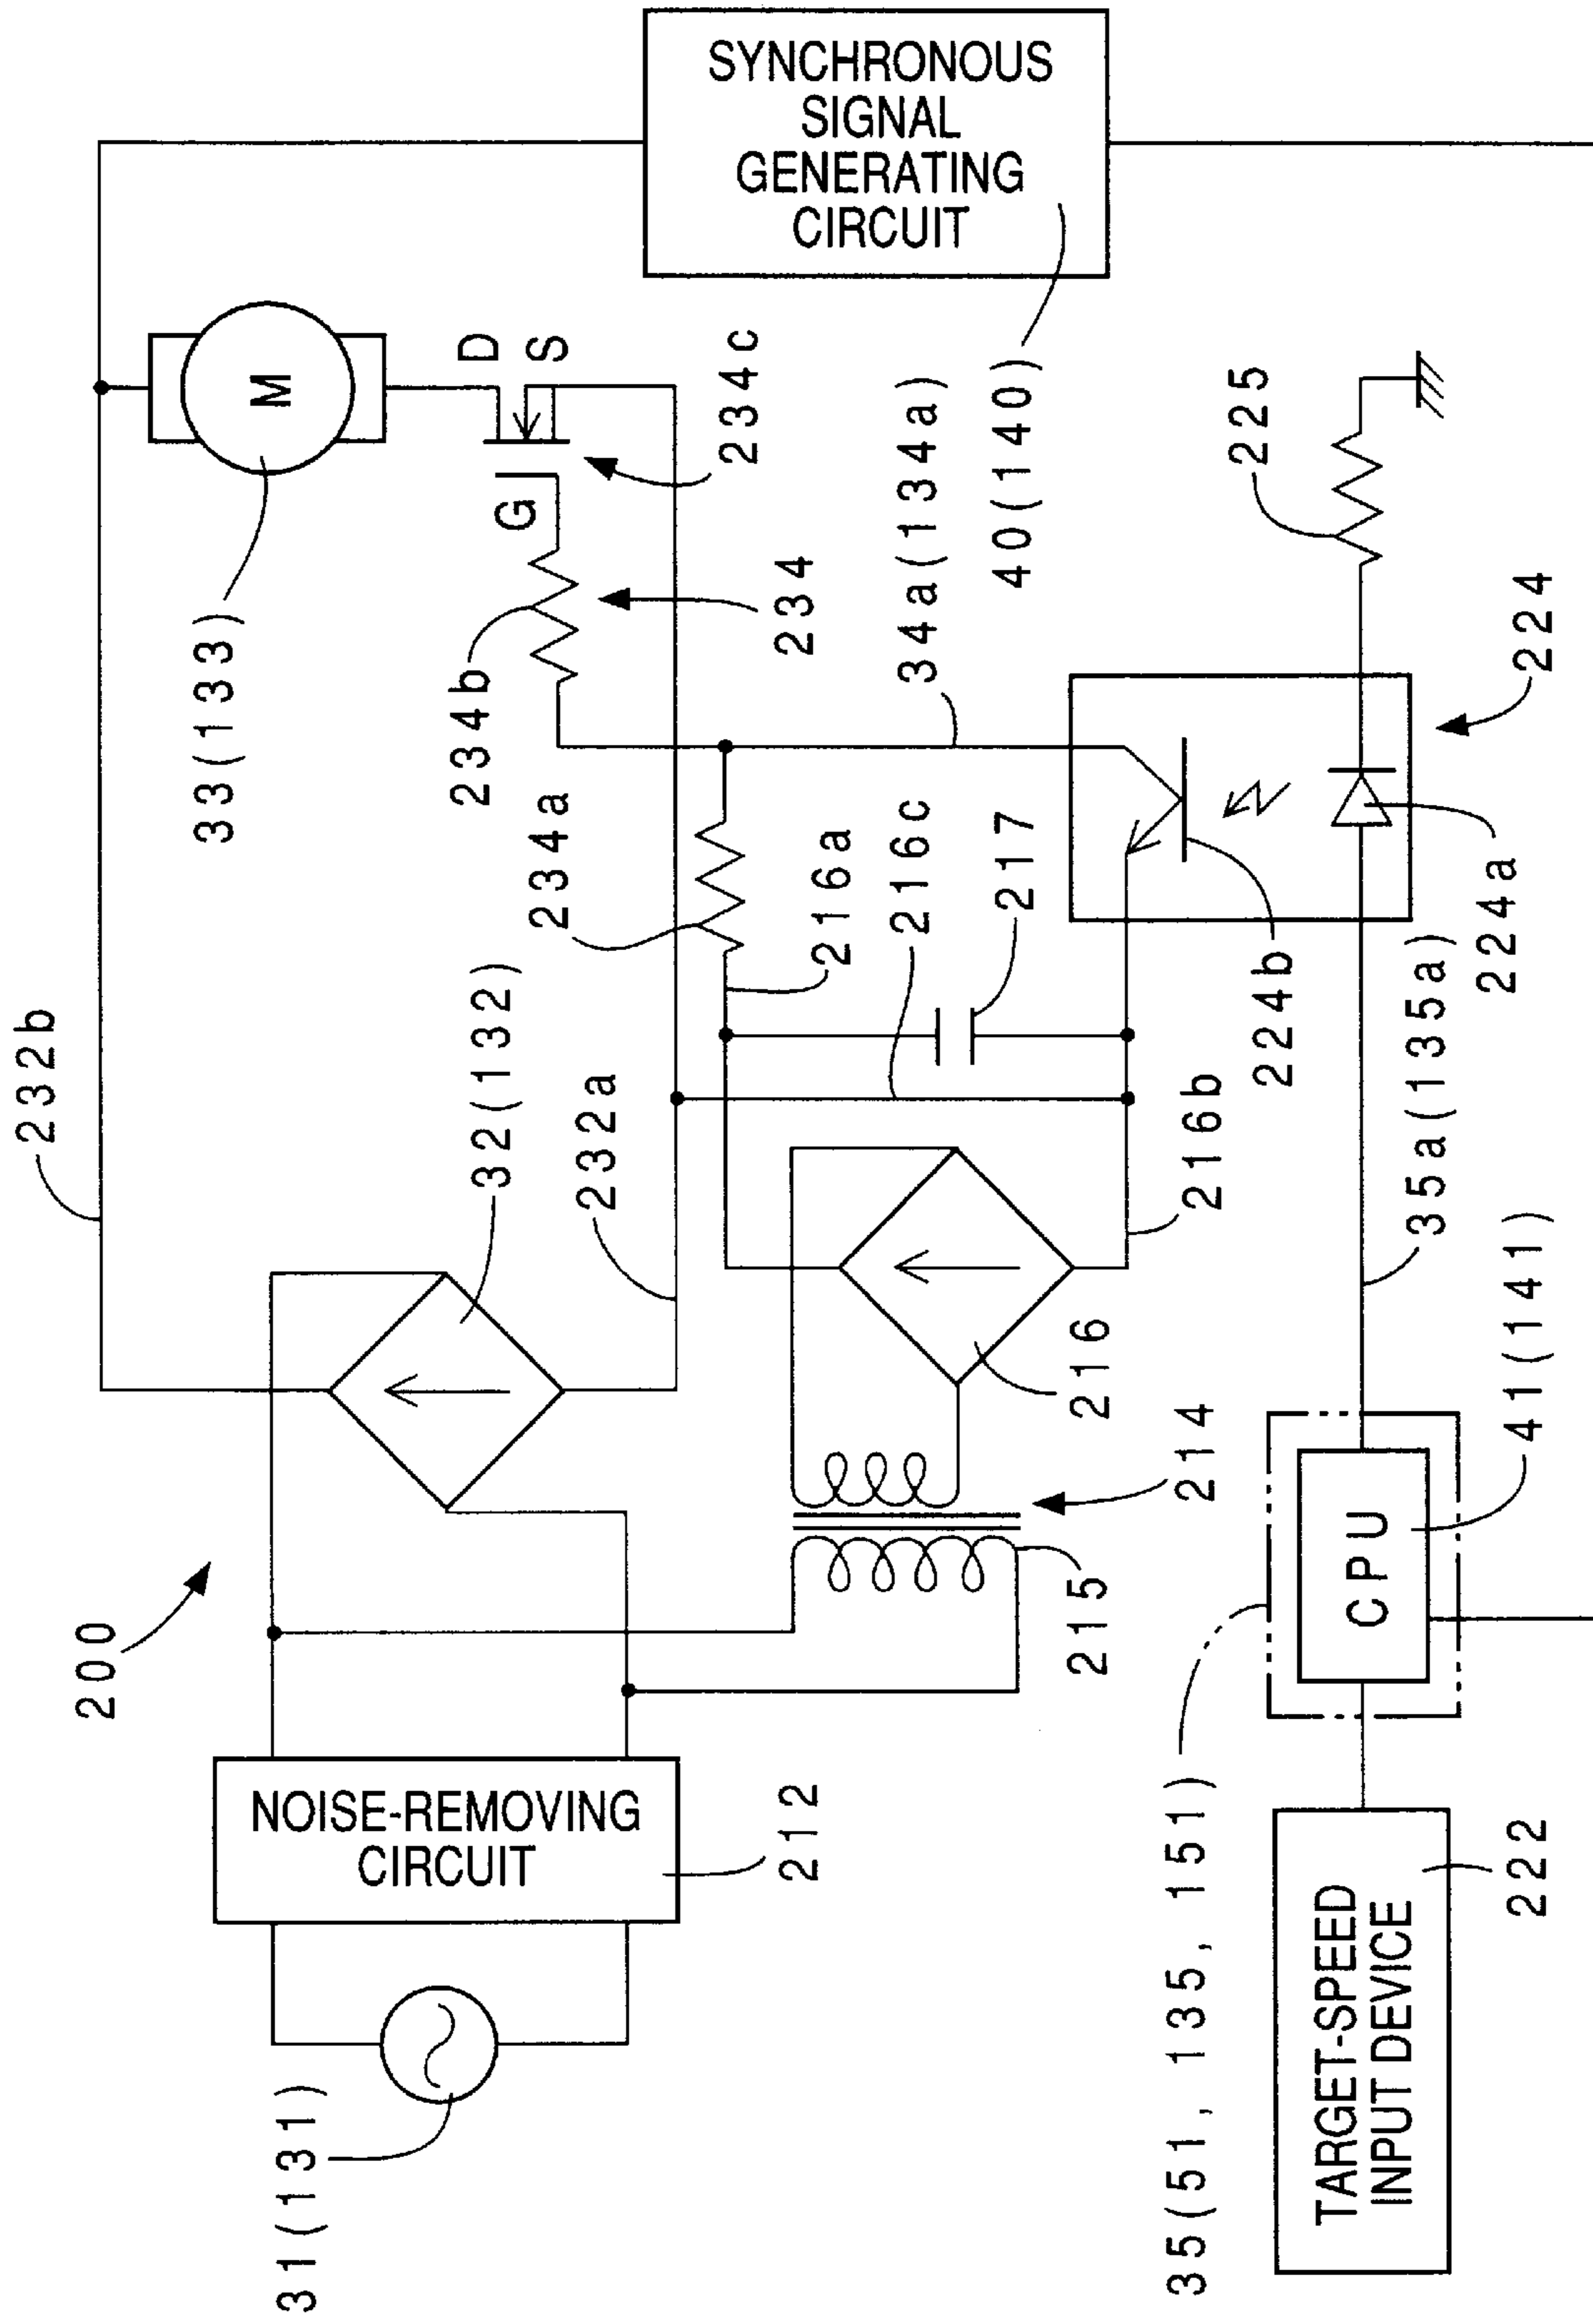 SYNCHRONOUS
SIGNAL
GENERATING
CIRCUIT
M
D
S
G
234c
33(133)
234b
234
34a(134a)
40(140)
225
224
234a
216a
216c
217
224b
224a
232b
32(132)
232a
216b
35a(135a)
216
214
41(141)
200
215
CPU
NOISE-REMOVING
CIRCUIT
212
35(51, 135, 151)
31(131)
TARGET-SPEED
INPUT DEVICE
222